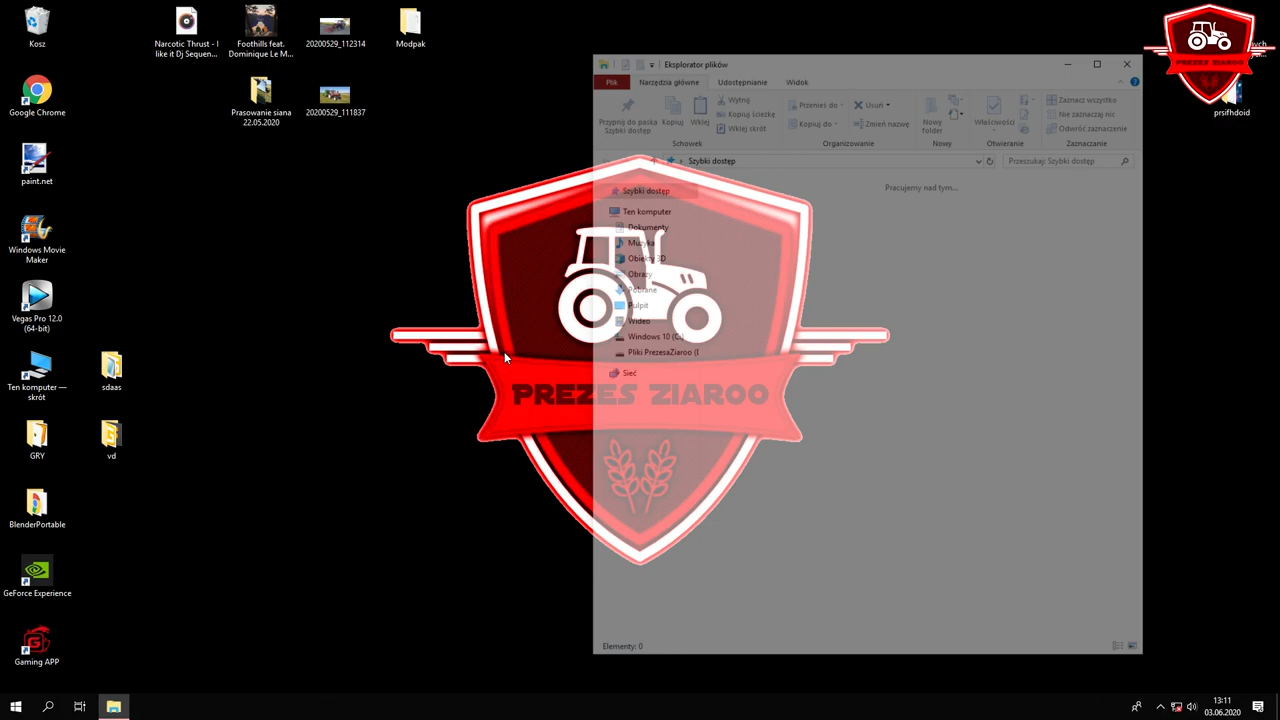 Kosz
Narcotic Thrust - I
like it Dj Sequen...
Foothills feat.
Dominique Le M...
20200529_112314
Modpak
Google Chrome
Prasowanie siana
22.05.2020
20200529_111837
prsifhdoid
paint.net
Windows Movie
Maker
Vegas Pro 12.0
(64-bit)
Ten komputer —
skrót
sdaas
GRY
vd
BlenderPortable
GeForce Experience
Gaming APP
Eksplorator plików
Plik
Narzędzia główne
Udostępnianie
Widok
Przypnij do paska
Szybki dostęp
Kopiuj
Wklej
Wytnij
Kopiuj ścieżkę
Wklej skrót
Schowek
Przenieś do
Kopiuj do
Usuń
Zmień nazwę
Organizowanie
Nowy
folder
Nowy
Właściwości
Otwieranie
Zaznacz wszystko
Nie zaznaczaj nic
Odwróć zaznaczenie
Zaznaczanie
Szybki dostęp
Przeszukaj: Szybki dostęp
Pracujemy nad tym...
Szybki dostęp
Ten komputer
Dokumenty
Muzyka
Obiekty 3D
Obrazy
Pobrane
Pulpit
Wideo
Windows 10 (C:)
Pliki PrezesaZiaroo (
Sieć
Elementy: 0
PREZES ZIAROO
PREZES ZIAROO
13:11
03.06.2020